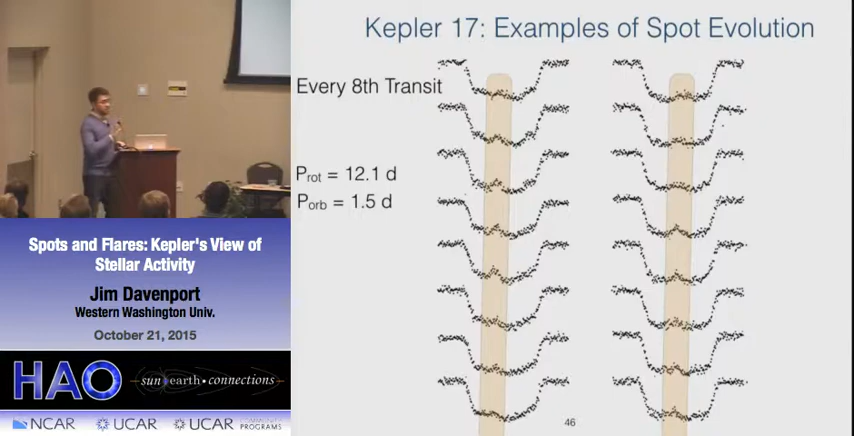 Kepler 17: Examples of Spot Evolution
Every 8th Transit
Prot = 12.1 d
Porb = 1.5 d
46
Spots and Flares: Kepler's View of
Stellar Activity
Jim Davenport
Western Washington Univ.
October 21, 2015
HAO
sun earth • connections
NCAR UCAR UCAR
PROGRAMS